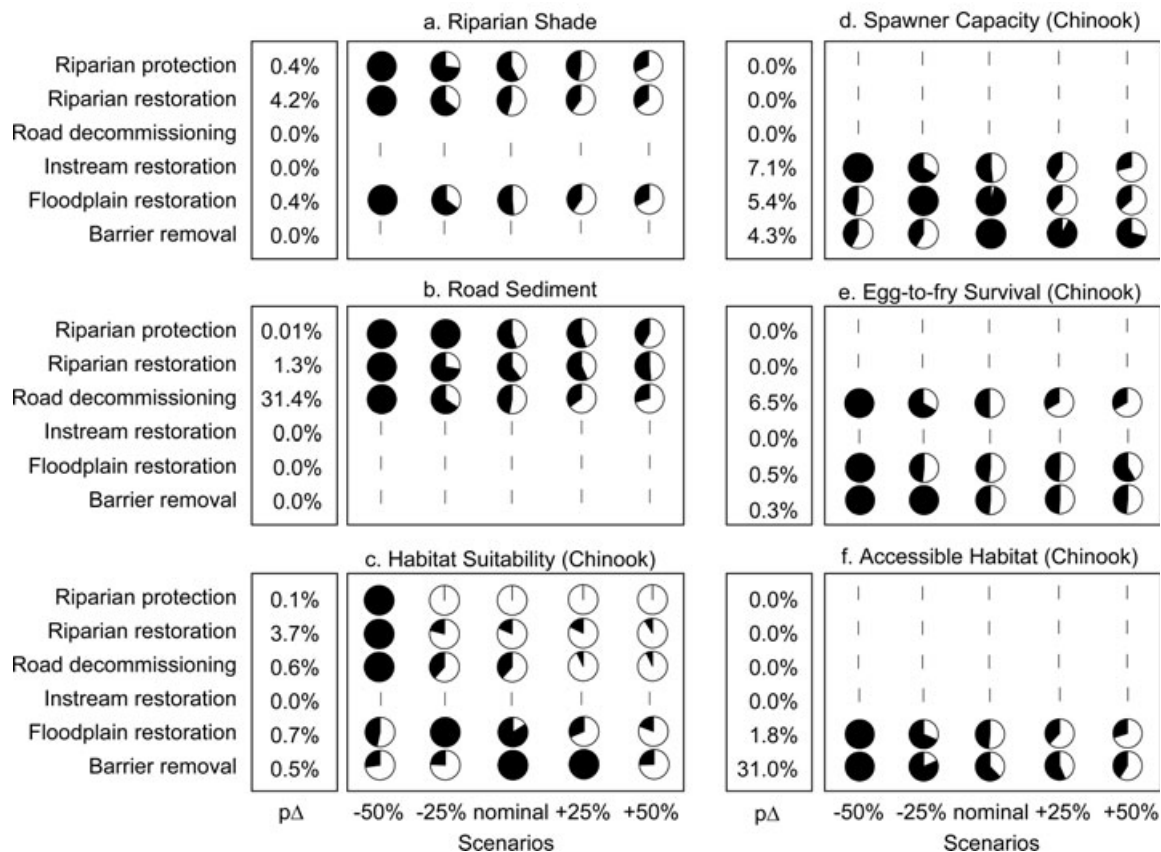 a. Riparian Shade
Riparian protection 0.4%
Riparian restoration 4.2%
Road decommissioning 0.0%
Instream restoration 0.0%
Floodplain restoration 0.4%
Barrier removal 0.0%
d. Spawner Capacity (Chinook)
0.0%
0.0%
0.0%
7.1%
5.4%
4.3%
b. Road Sediment
Riparian protection 0.01%
Riparian restoration 1.3%
Road decommissioning 31.4%
Instream restoration 0.0%
Floodplain restoration 0.0%
Barrier removal 0.0%
e. Egg-to-fry Survival (Chinook)
0.0%
0.0%
6.5%
0.0%
0.5%
0.3%
c. Habitat Suitability (Chinook)
Riparian protection 0.1%
Riparian restoration 3.7%
Road decommissioning 0.6%
Instream restoration 0.0%
Floodplain restoration 0.7%
Barrier removal 0.5%
pΔ -50% -25% nominal +25% +50%
Scenarios
f. Accessible Habitat (Chinook)
0.0%
0.0%
0.0%
0.0%
1.8%
31.0%
pΔ -50% -25% nominal +25% +50%
Scenarios